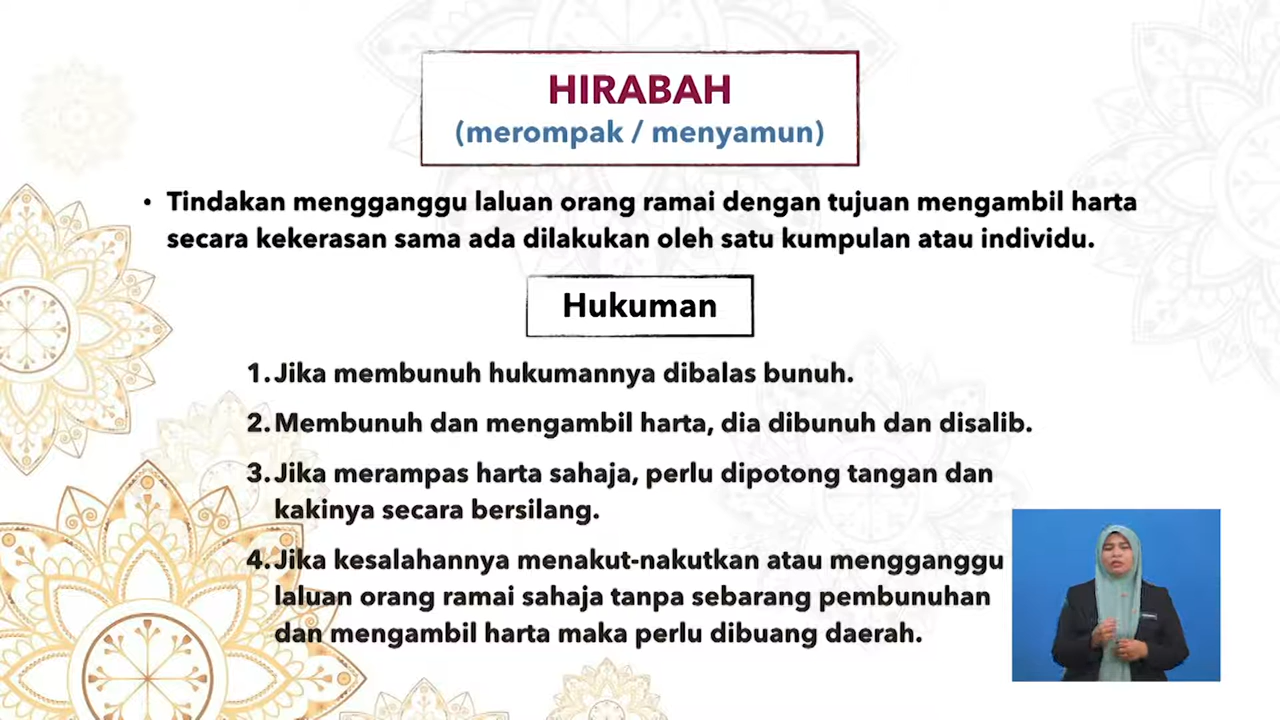 HIRABAH
(merompak / menyamun)
• Tindakan mengganggu laluan orang ramai dengan tujuan mengambil harta
secara kekerasan sama ada dilakukan oleh satu kumpulan atau individu.
Hukuman
1. Jika membunuh hukumannya dibalas bunuh.
2. Membunuh dan mengambil harta, dia dibunuh dan disalib.
3. Jika merampas harta sahaja, perlu dipotong tangan dan
kakinya secara bersilang.
4. Jika kesalahannya menakut-nakutkan atau mengganggu
laluan orang ramai sahaja tanpa sebarang pembunuhan
dan mengambil harta maka perlu dibuang daerah.